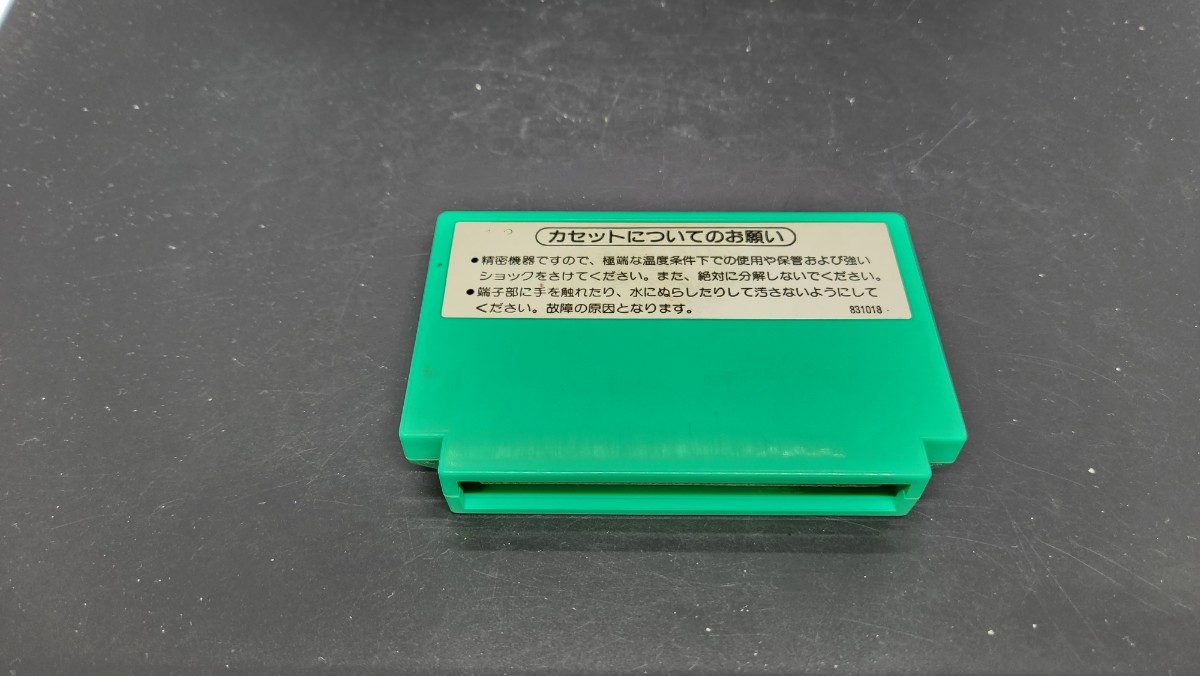 カセットについてのお願い
●精密機器ですので、極端な温度条件下での使用や保管および強い
ショックをさけてください。また、絶対に分解しないでください。
●端子部に手を触れたり、水にぬらしたりして汚さないようにして
ください。故障の原因となります。 831018